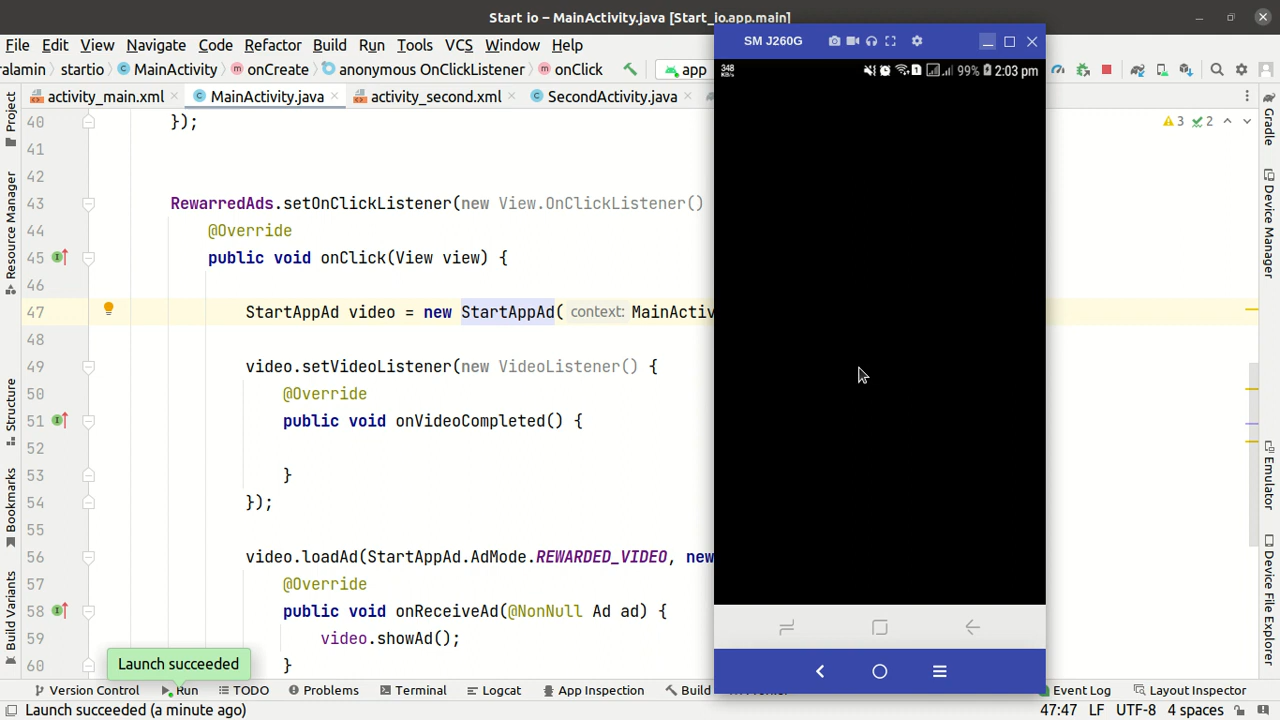 Start io – MainActivity.java [Start_io.app.main]
File Edit View Navigate Code Refactor Build Run Tools VCS Window Help
alamin startio MainActivity onCreate anonymous OnClickListener onClick app
activity_main.xml MainActivity.java activity_second.xml SecondActivity.java
3 2
SM J260G
348 KB/s 1 99% 2:03 pm
40 });
41
42
43 RewarredAds.setOnClickListener(new View.OnClickListener()
44 @Override
45 public void onClick(View view) {
46
47 StartAppAd video = new StartAppAd( context: MainActiv
48
49 video.setVideoListener(new VideoListener() {
50 @Override
51 public void onVideoCompleted() {
52
53 }
54 });
55
56 video.loadAd(StartAppAd.AdMode.REWARDED_VIDEO, new
57 @Override
58 public void onReceiveAd(@NonNull Ad ad) {
59 video.showAd();
60 }
Project
Resource Manager
Structure
Bookmarks
Build Variants
Gradle
Device Manager
Emulator
Device File Explorer
Launch succeeded
Version Control Run TODO Problems Terminal Logcat App Inspection Build Event Log Layout Inspector
Launch succeeded (a minute ago) 47:47 LF UTF-8 4 spaces